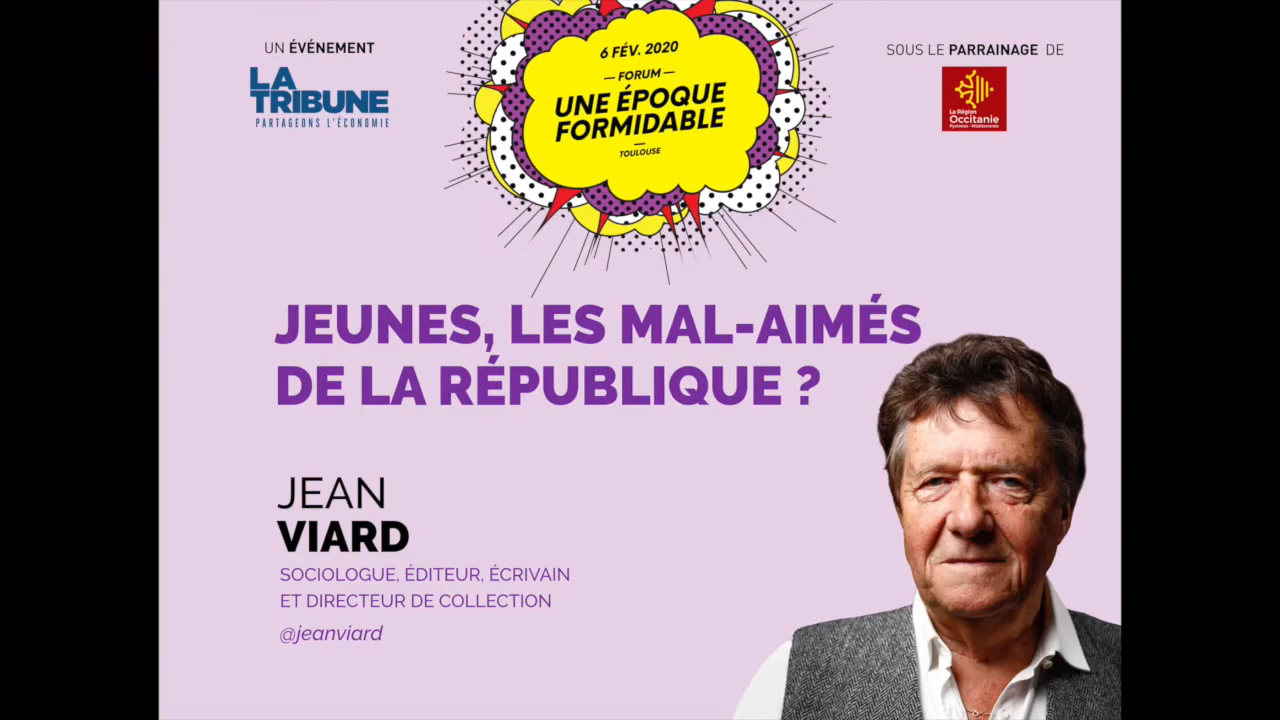 UN ÉVÉNEMENT
LA
TRIBUNE
PARTAGEONS L'ÉCONOMIE
6 FÉV. 2020
— FORUM —
UNE ÉPOQUE
FORMIDABLE
—
TOULOUSE
SOUS LE PARRAINAGE DE
La Région
Occitanie
Pyrénées - Méditerranée
JEUNES, LES MAL-AIMÉS
DE LA RÉPUBLIQUE ?
JEAN
VIARD
SOCIOLOGUE, ÉDITEUR, ÉCRIVAIN
ET DIRECTEUR DE COLLECTION
@jeanviard